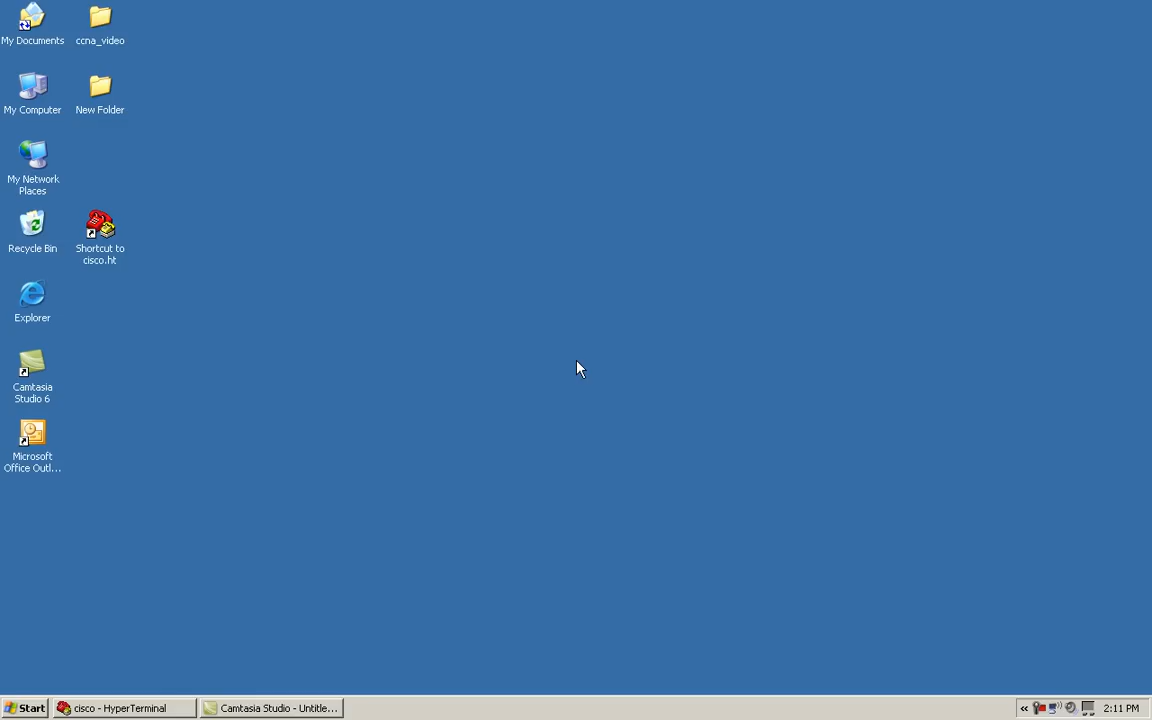 My Documents
ccna_video
My Computer
New Folder
My Network
Places
Recycle Bin
Shortcut to
cisco.ht
Explorer
Camtasia
Studio 6
Microsoft
Office Outl...
Start
cisco - HyperTerminal
Camtasia Studio - Untitle...
«
2:11 PM